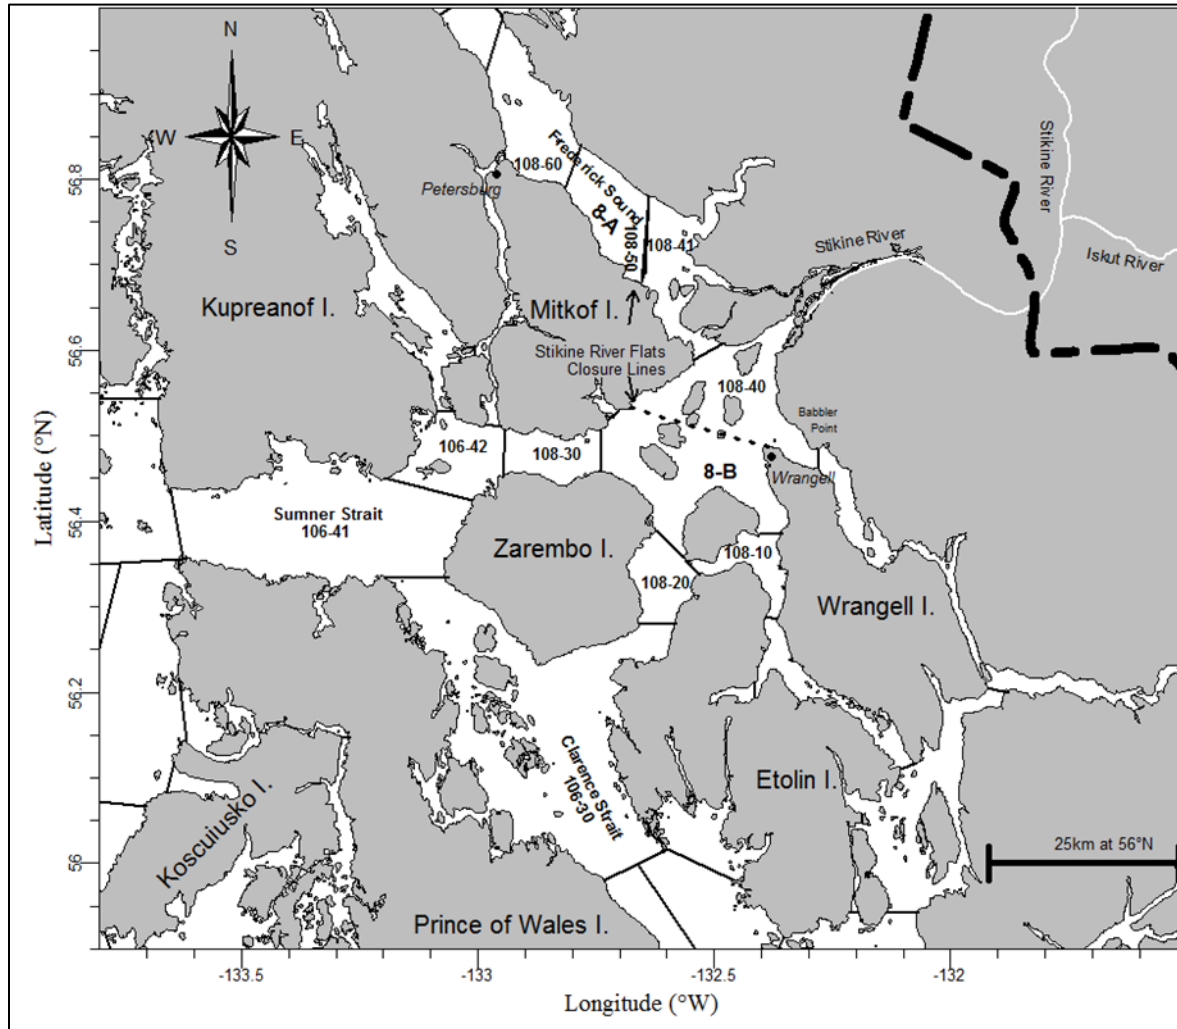 N
W
E
S
Frederick Sound
8-A
108-60
108-50
108-41
Petersburg
Stikine River
Stikine River
Iskut River
Kupreanof I.
Mitkof I.
Stikine River Flats
Closure Lines
108-40
Babbler
Point
106-42
108-30
8-B
Wrangell
Sumner Strait
106-41
Zarembo I.
108-10
108-20
Wrangell I.
Clarence Strait
106-30
Etolin I.
Kosciuiusko I.
Prince of Wales I.
25km at 56°N
56.8
56.6
56.4
56.2
56
Latitude (°N)
-133.5
-133
-132.5
-132
Longitude (°W)